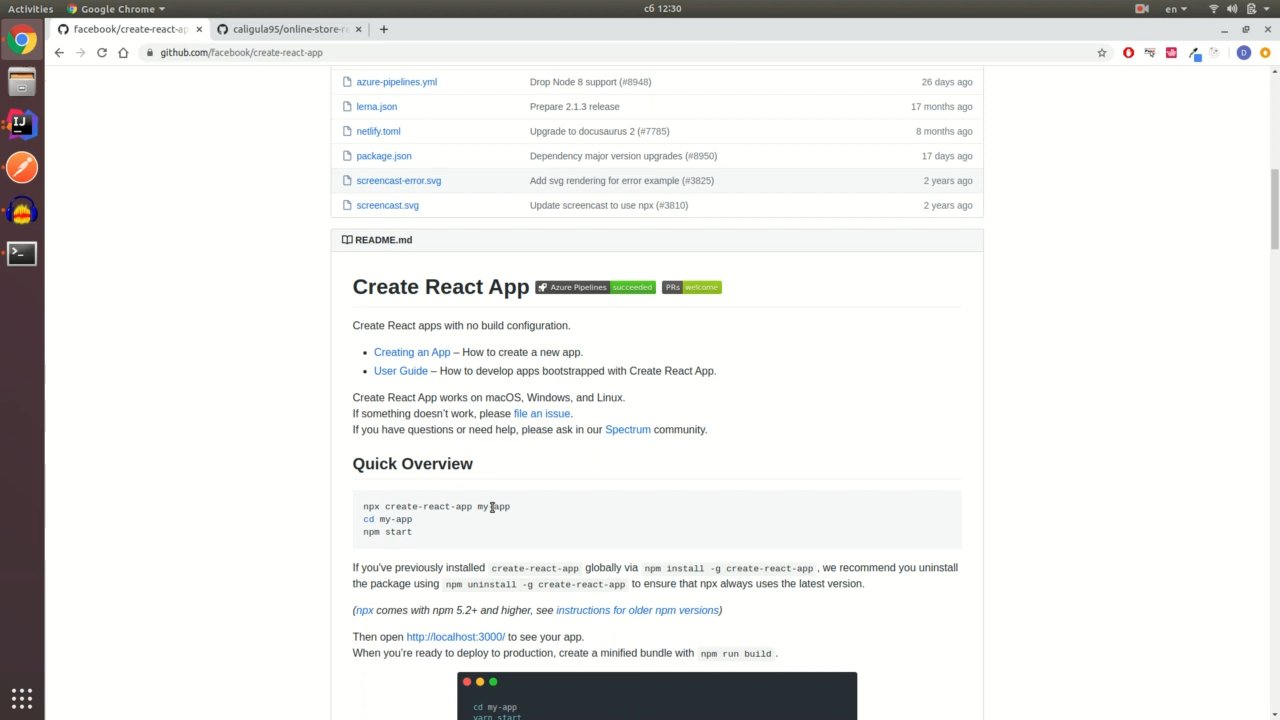 Activities Google Chrome сб 12:30 en
facebook/create-react-ap caligula95/online-store-r
github.com/facebook/create-react-app D
azure-pipelines.yml Drop Node 8 support (#8948) 26 days ago
lerna.json Prepare 2.1.3 release 17 months ago
netlify.toml Upgrade to docusaurus 2 (#7785) 8 months ago
package.json Dependency major version upgrades (#8950) 17 days ago
screencast-error.svg Add svg rendering for error example (#3825) 2 years ago
screencast.svg Update screencast to use npx (#3810) 2 years ago
README.md
Create React App Azure Pipelines succeeded PRs welcome
Create React apps with no build configuration.
• Creating an App – How to create a new app.
• User Guide – How to develop apps bootstrapped with Create React App.
Create React App works on macOS, Windows, and Linux.
If something doesn't work, please file an issue.
If you have questions or need help, please ask in our Spectrum community.
Quick Overview
npx create-react-app my-app
cd my-app
npm start
If you've previously installed create-react-app globally via npm install -g create-react-app , we recommend you uninstall
the package using npm uninstall -g create-react-app to ensure that npx always uses the latest version.
(npx comes with npm 5.2+ and higher, see instructions for older npm versions)
Then open http://localhost:3000/ to see your app.
When you're ready to deploy to production, create a minified bundle with npm run build .
cd my-app
yarn start